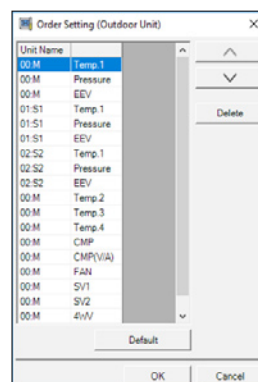 Order Setting (Outdoor Unit)
Unit Name
00:M Temp.1
00:M Pressure
00:M EEV
01:S1 Temp.1
01:S1 Pressure
01:S1 EEV
02:S2 Temp.1
02:S2 Pressure
02:S2 EEV
00:M Temp.2
00:M Temp.3
00:M Temp.4
00:M CMP
00:M CMP(V/A)
00:M FAN
00:M SV1
00:M SV2
00:M 4WV
Delete
Default
OK Cancel